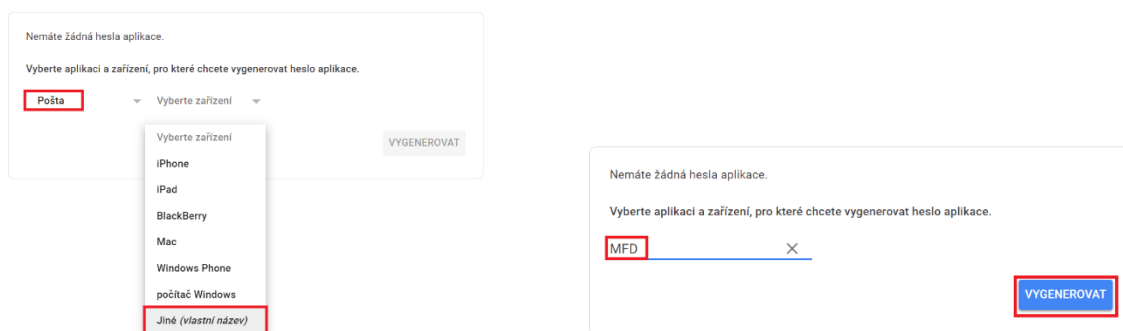 Nemáte žádná hesla aplikace.
Vyberte aplikaci a zařízení, pro které chcete vygenerovat heslo aplikace.
Pošta Vyberte zařízení
Vyberte zařízení
iPhone
iPad
BlackBerry
Mac
Windows Phone
počítač Windows
Jiné (vlastní název)
VYGENEROVAT
Nemáte žádná hesla aplikace.
Vyberte aplikaci a zařízení, pro které chcete vygenerovat heslo aplikace.
MFD
VYGENEROVAT